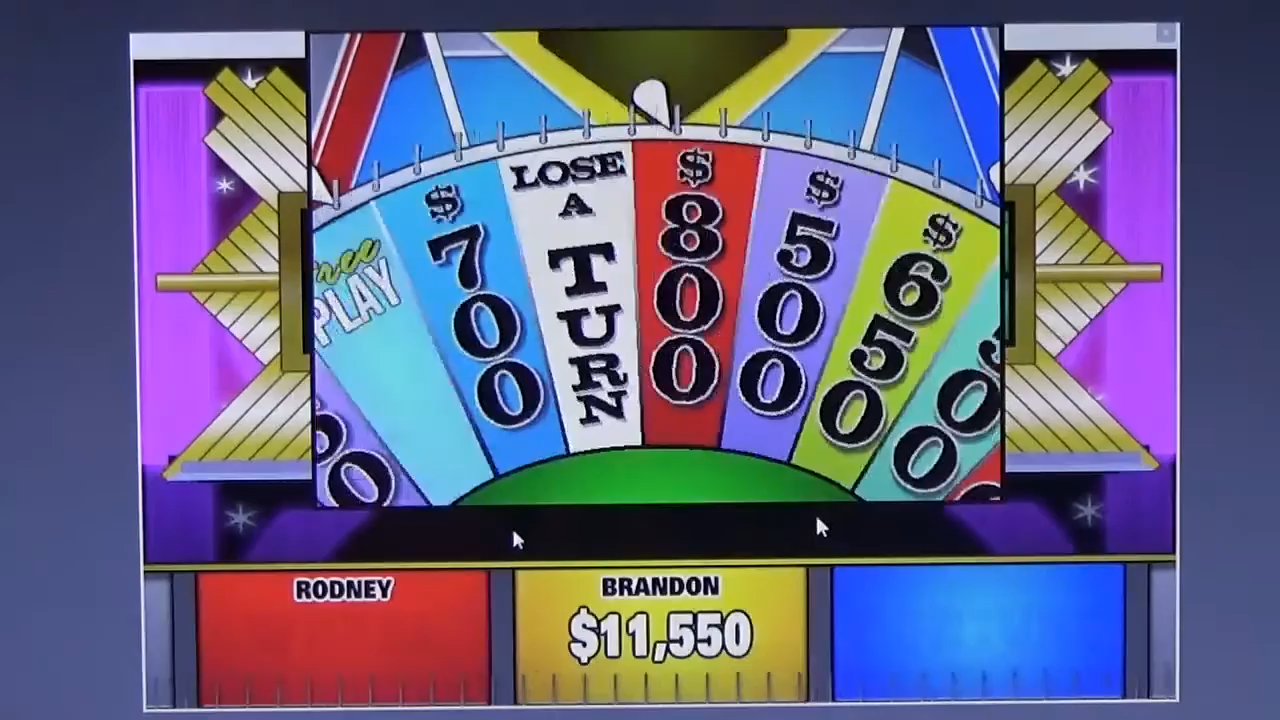 Free
PLAY
$
700
LOSE
A
TURN
$
800
$
500
$
650
RODNEY
BRANDON
$11,550